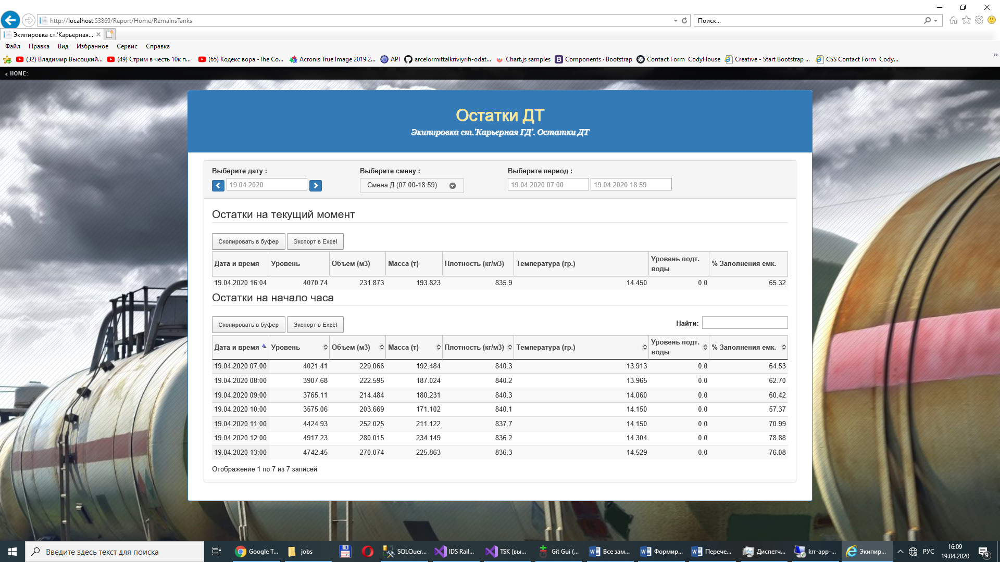 http://localhost:53869/Report/Home/RemainsTanks
Поиск...
Экипировка ст.'Карьерная...
Файл Правка Вид Избранное Сервис Справка
(32) Владимир Высоцкий... (49) Стрим в честь 10к п... (65) Кодекс вора -The Co... Acronis True Image 2019 2... API arcelormittalkriviyrih-odat... Chart.js samples Components · Bootstrap Contact Form CodyHouse Creative - Start Bootstrap ... CSS Contact Form Cody... »
« HOME:
Остатки ДТ
Экипировка ст.'Карьерная ГД'. Остатки ДТ
Выберите дату : Выберите смену : Выберите период :
19.04.2020 Смена Д (07:00-18:59) 19.04.2020 07:00 19.04.2020 18:59
Остатки на текущий момент
Скопировать в буфер Экспорт в Excel
Дата и время Уровень Объем (м3) Масса (т) Плотность (кг/м3) Температура (гр.) Уровень подт. воды % Заполнения емк.
19.04.2020 16:04 4070.74 231.873 193.823 835.9 14.450 0.0 65.32
Остатки на начало часа
Скопировать в буфер Экспорт в Excel Найти:
Дата и время Уровень Объем (м3) Масса (т) Плотность (кг/м3) Температура (гр.) Уровень подт. воды % Заполнения емк.
19.04.2020 07:00 4021.41 229.066 192.484 840.3 13.913 0.0 64.53
19.04.2020 08:00 3907.68 222.595 187.024 840.2 13.965 0.0 62.70
19.04.2020 09:00 3765.11 214.484 180.231 840.3 14.060 0.0 60.42
19.04.2020 10:00 3575.06 203.669 171.102 840.1 14.150 0.0 57.37
19.04.2020 11:00 4424.93 252.025 211.122 837.7 14.150 0.0 70.99
19.04.2020 12:00 4917.23 280.015 234.149 836.2 14.304 0.0 78.88
19.04.2020 13:00 4742.45 270.074 225.863 836.3 14.529 0.0 76.08
Отображение 1 по 7 из 7 записей
Введите здесь текст для поиска
Google T... jobs SQLQuer... IDS Rail... TSK (вы... Git Gui (... Все зам... Формир... Перече... Диспетч... krr-app-... Экипир... РУС 16:09
19.04.2020 9